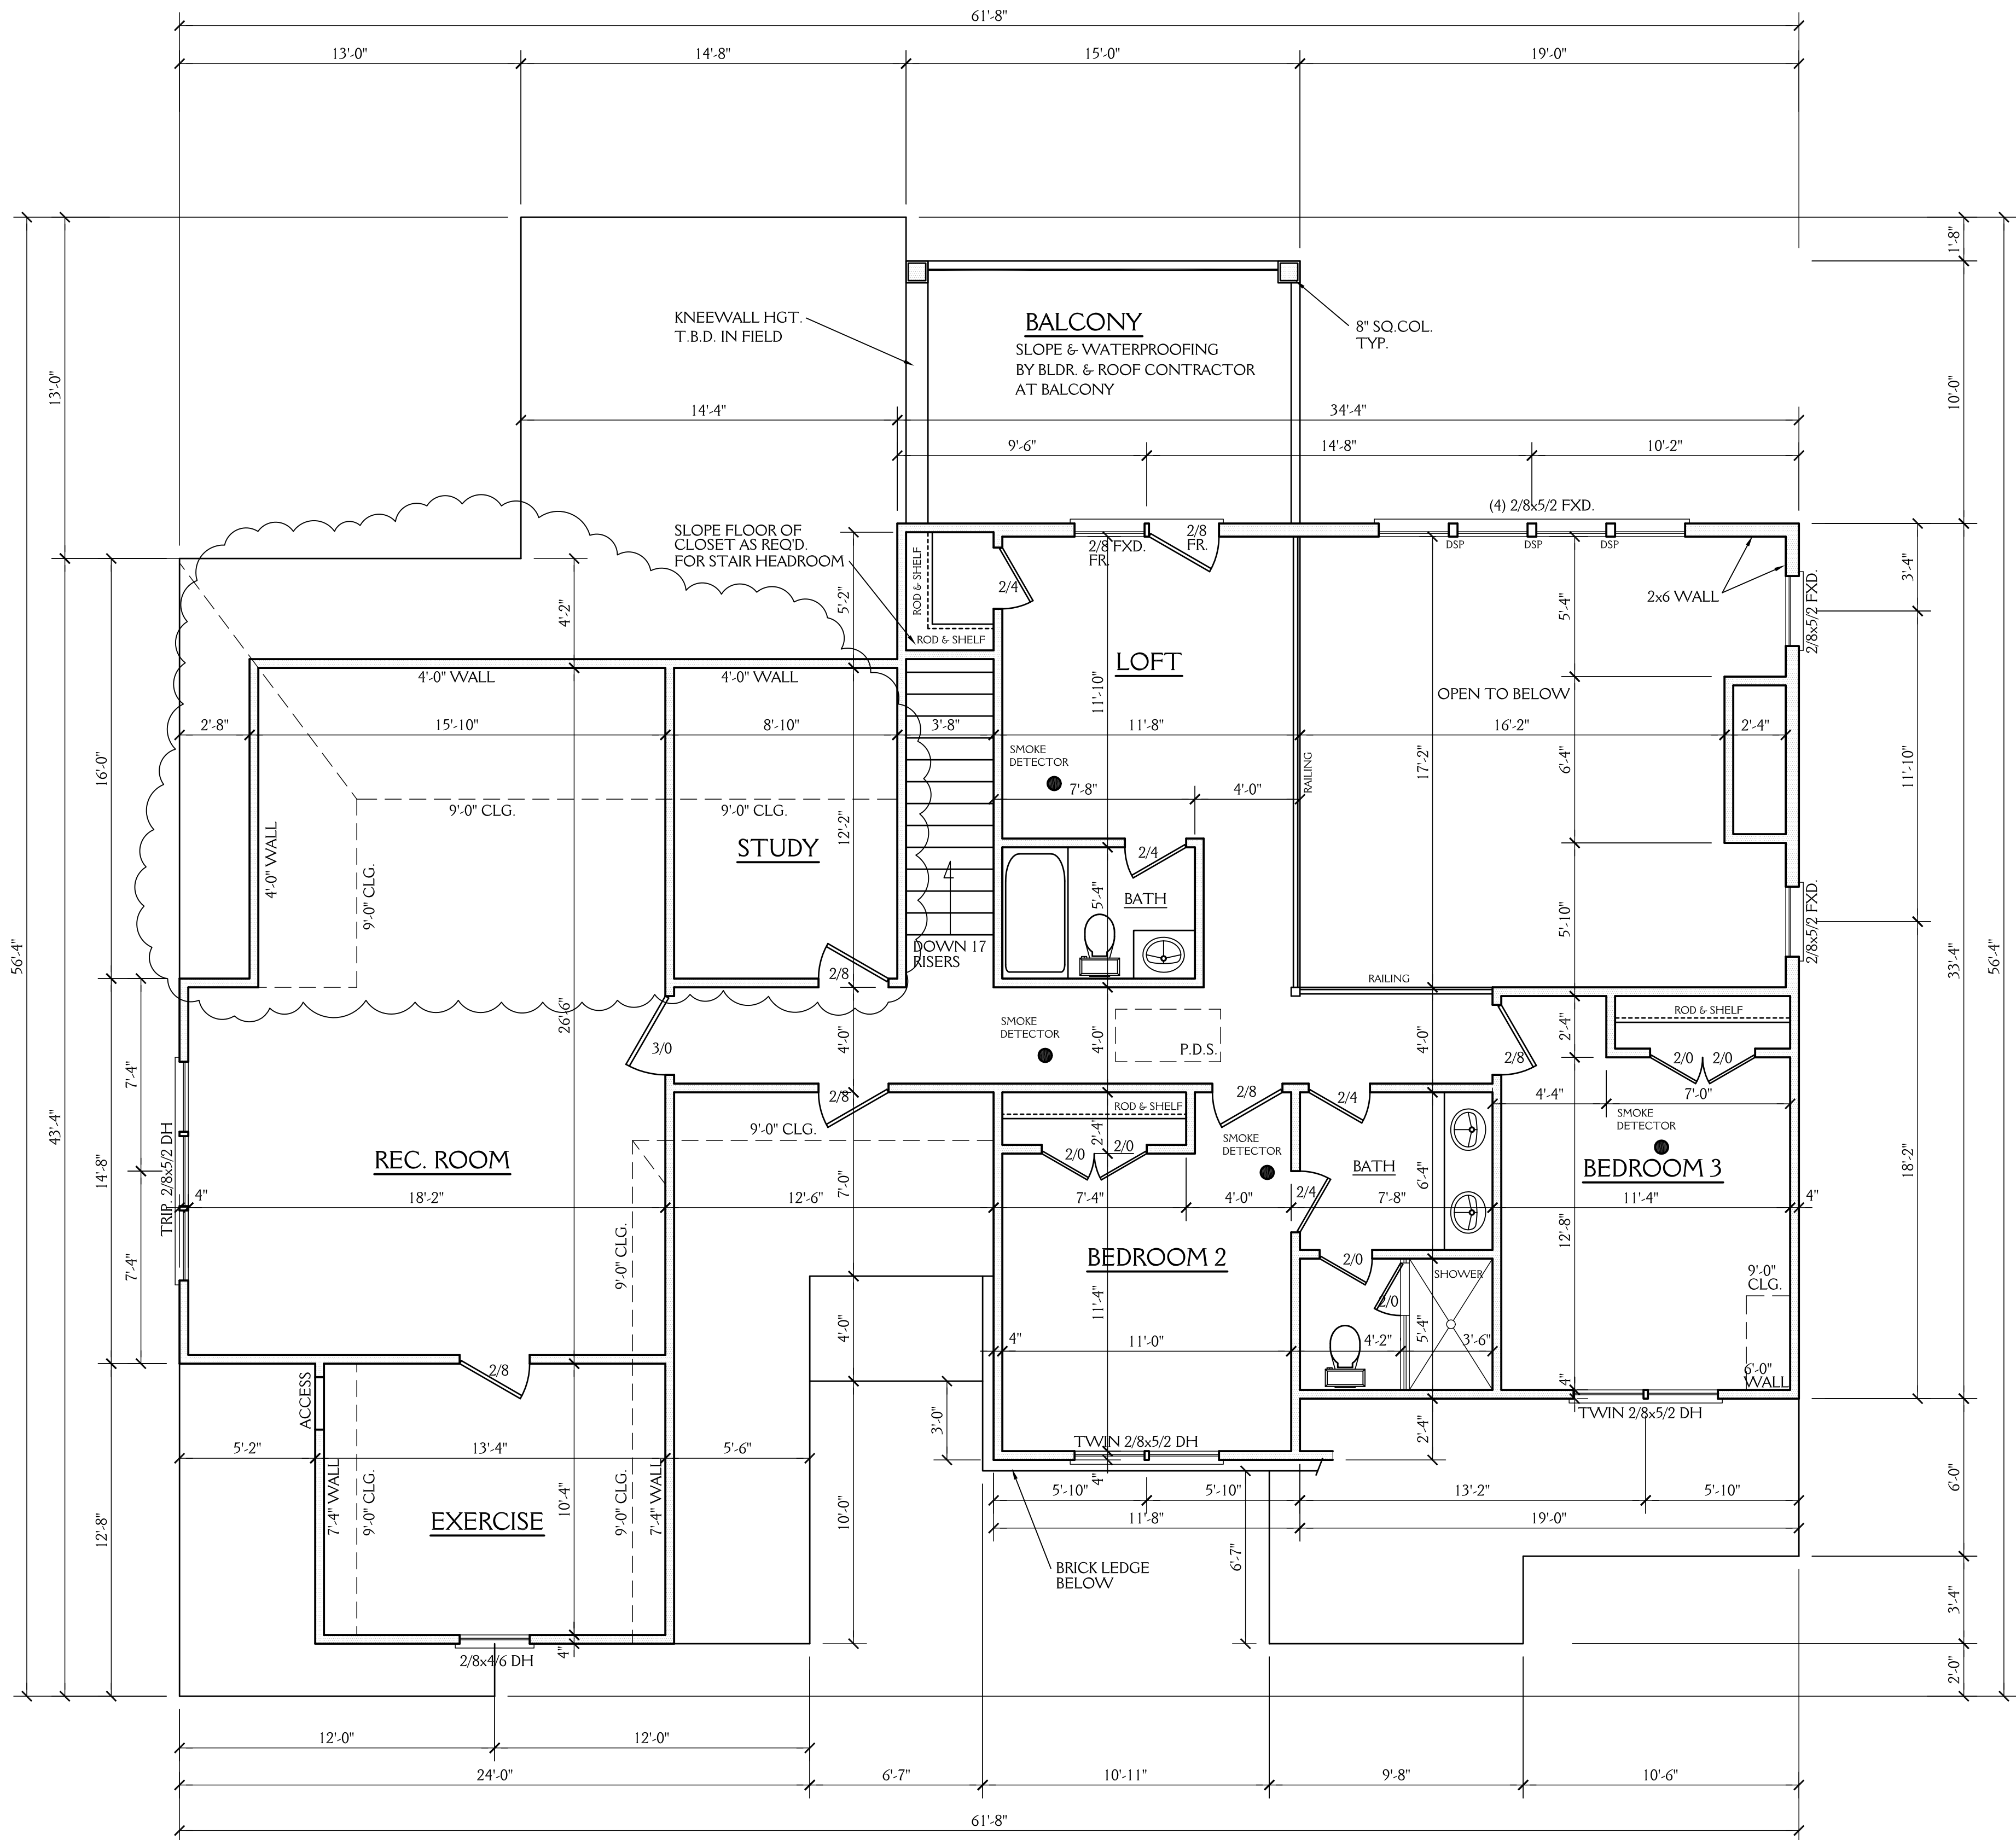 61'-8"
13'-0"
14'-8"
15'-0"
19'-0"
1'-8"
KNEEWALL HGT.
T.B.D. IN FIELD
BALCONY
SLOPE & WATERPROOFING
BY BLDR. & ROOF CONTRACTOR
AT BALCONY
8" SQ.COL.
TYP.
13'-0"
10'-0"
14'-4"
34'-4"
9'-6"
14'-8"
10'-2"
SLOPE FLOOR OF
CLOSET AS REQ'D.
FOR STAIR HEADROOM
(4) 2/8x5/2 FXD.
2/8 FXD.
FR.
2/8
FR.
DSP
DSP
DSP
ROD & SHELF
ROD & SHELF
2/4
2x6 WALL
2/8x5/2 FXD.
3'-4"
4'-2"
5'-2"
5'-4"
4'-0" WALL
4'-0" WALL
LOFT
OPEN TO BELOW
11'-10"
2'-8"
15'-10"
8'-10"
3'-8"
11'-8"
16'-2"
2'-4"
16'-0"
SMOKE
DETECTOR
RAILING
17'-2"
6'-4"
11'-10"
7'-8"
4'-0"
9'-0" CLG.
9'-0" CLG.
STUDY
12'-2"
4'-0" WALL
9'-0" CLG.
2/4
BATH
5'-4"
5'-10"
2/8x5/2 FXD.
56'-4"
33'-4"
56'-4"
DOWN 17
RISERS
2/8
RAILING
26'-6"
3/0
4'-0"
SMOKE
DETECTOR
4'-0"
P.D.S.
4'-0"
2/8
2'-4"
ROD & SHELF
2/0
2/0
43'-4"
7'-4"
14'-8"
7'-4"
TRIP. 2/8x5/2 DH
REC. ROOM
2/8
9'-0" CLG.
7'-0"
ROD & SHELF
2'-4"
2/0
2/0
2/8
2/4
4'-4"
7'-0"
SMOKE
DETECTOR
SMOKE
DETECTOR
BATH
6'-4"
BEDROOM 3
18'-2"
4"
18'-2"
12'-6"
7'-4"
4'-0"
2/4
7'-8"
11'-4"
4"
9'-0" CLG.
BEDROOM 2
12'-8"
2/0
SHOWER
9'-0"
CLG.
2/0
4'-0"
11'-4"
4"
11'-0"
4'-2"
5'-4"
3'-6"
6'-0"
WALL
4"
2/8
ACCESS
3'-0"
TWIN 2/8x5/2 DH
2'-4"
TWIN 2/8x5/2 DH
5'-2"
13'-4"
5'-6"
7'-4" WALL
9'-0" CLG.
10'-4"
9'-0" CLG.
7'-4" WALL
10'-0"
4"
5'-10"
5'-10"
13'-2"
5'-10"
11'-8"
19'-0"
6'-0"
12'-8"
EXERCISE
BRICK LEDGE
BELOW
6'-7"
3'-4"
2/8x4/6 DH
4"
2'-0"
12'-0"
12'-0"
24'-0"
6'-7"
10'-11"
9'-8"
10'-6"
61'-8"